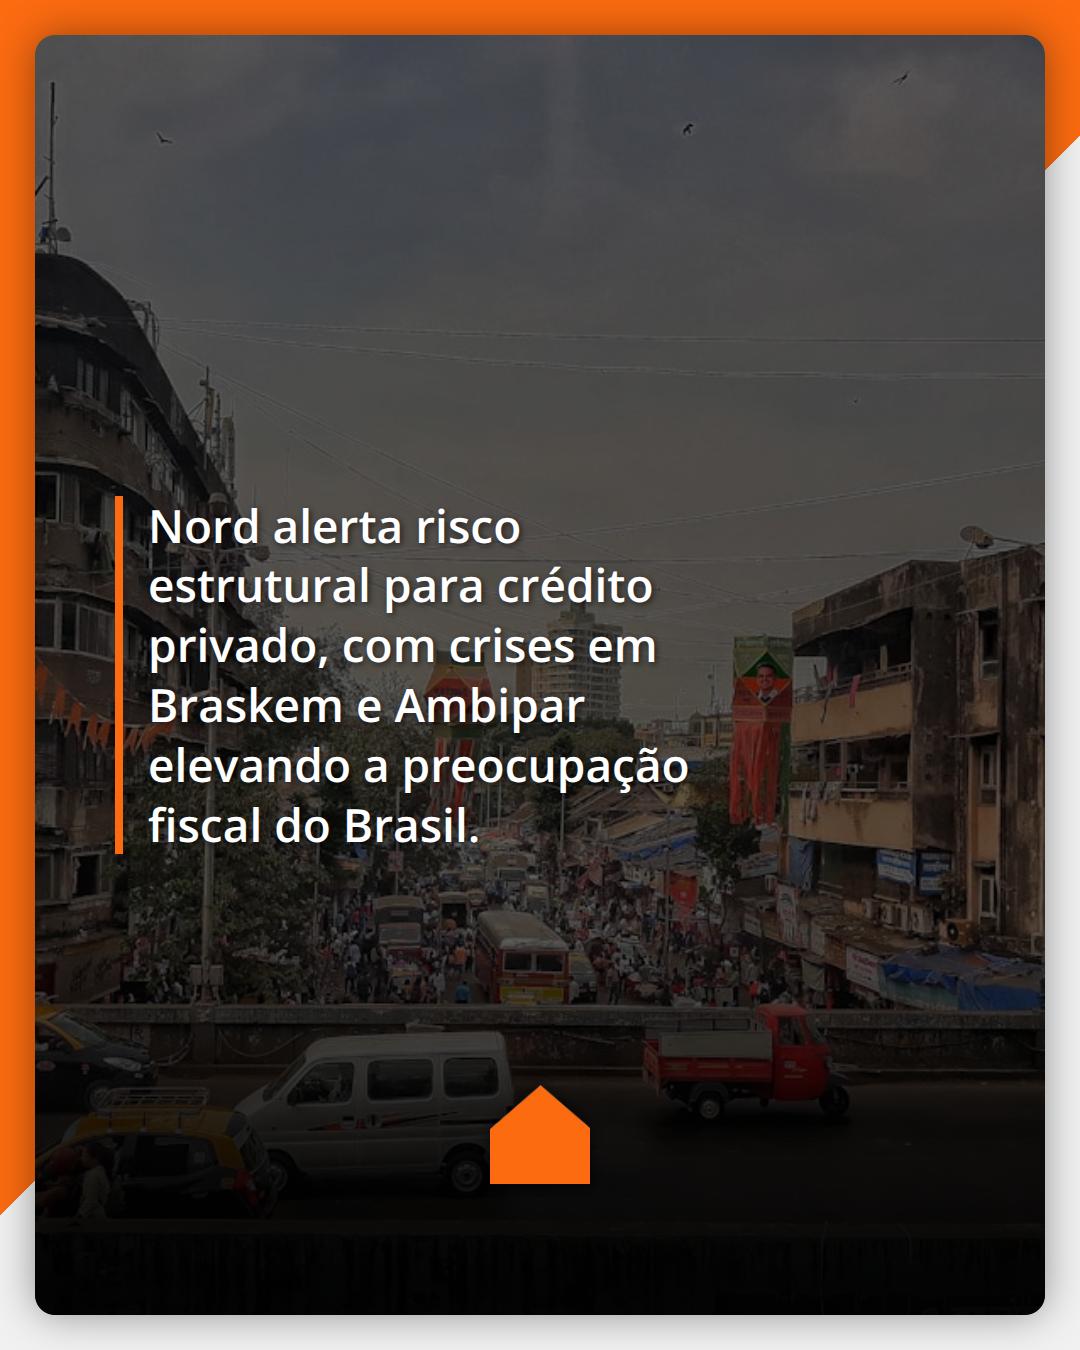 Nord alerta risco
estrutural para crédito
privado, com crises em
Braskem e Ambipar
elevando a preocupação
fiscal do Brasil.